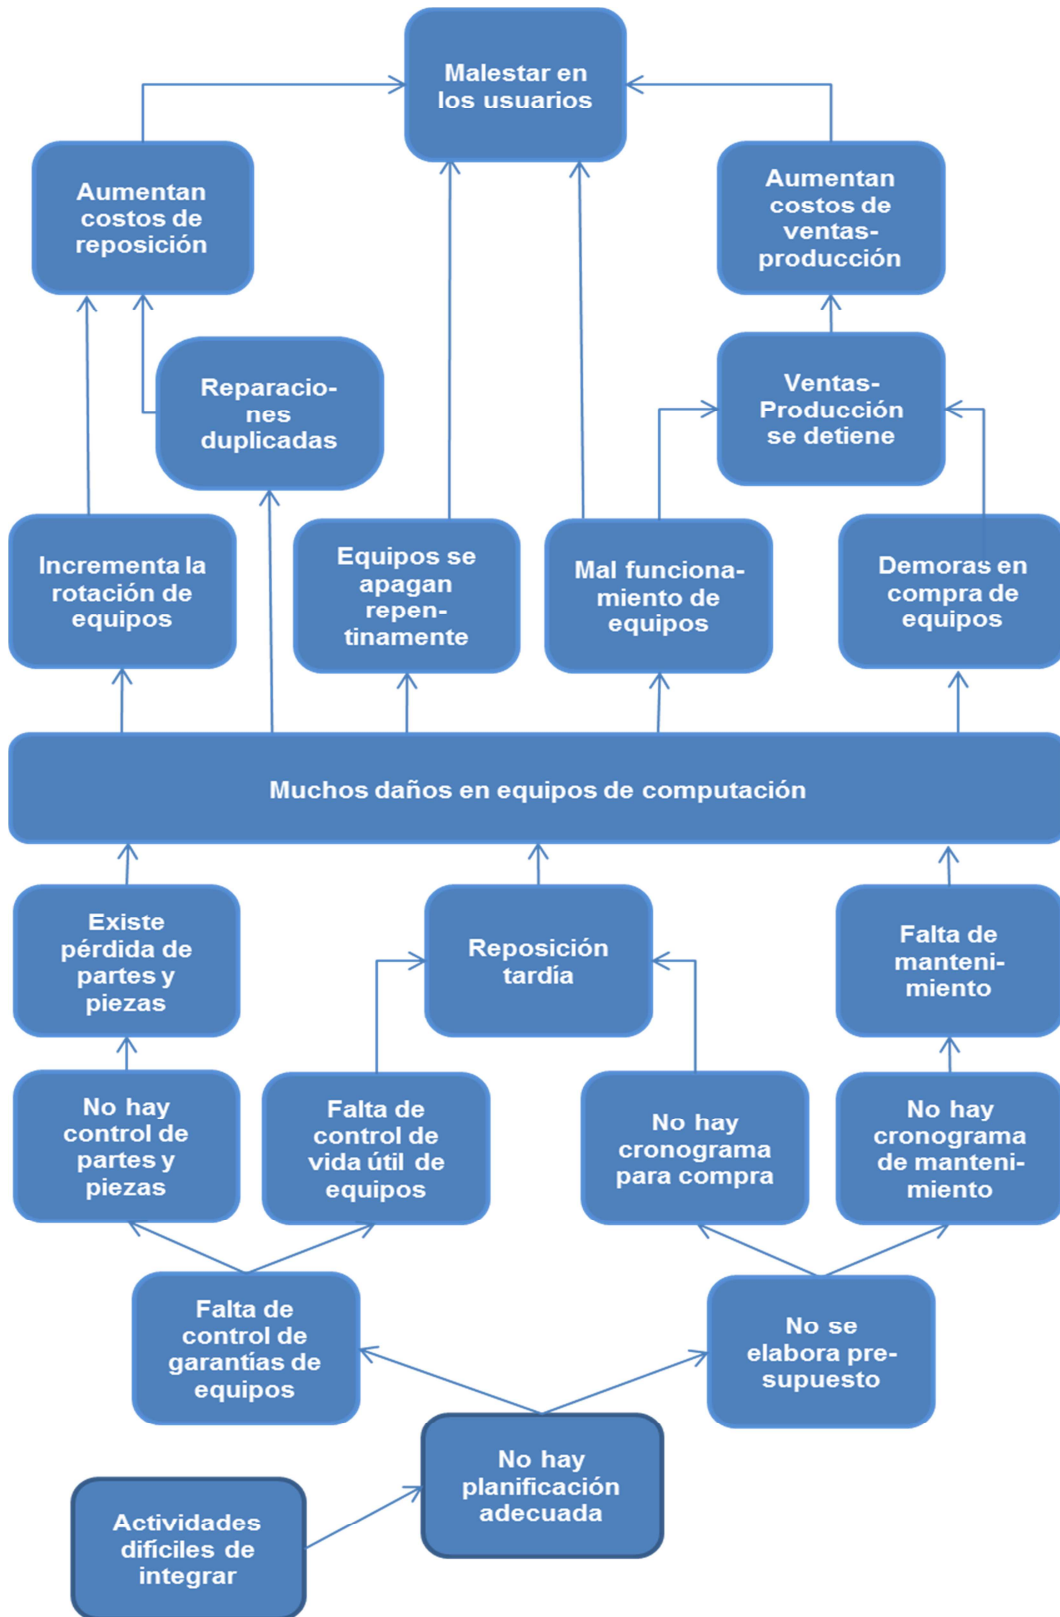 Malestar en
los usuarios
Aumentan
costos de
reposición
Aumentan
costos de
ventas-
producción
Reparacio-
nes
duplicadas
Ventas-
Producción
se detiene
Incrementa la
rotación de
equipos
Equipos se
apagan
repen-
tinamente
Mal funciona-
miento de
equipos
Demoras en
compra de
equipos
Muchos daños en equipos de computación
Existe
pérdida de
partes y
piezas
Reposición
tardía
Falta de
manteni-
miento
No hay
control de
partes y
piezas
Falta de
control de
vida útil de
equipos
No hay
cronograma
para compra
No hay
cronograma
de manteni-
miento
Falta de
control de
garantías de
equipos
No se
elabora pre-
supuesto
No hay
planificación
adecuada
Actividades
difíciles de
integrar